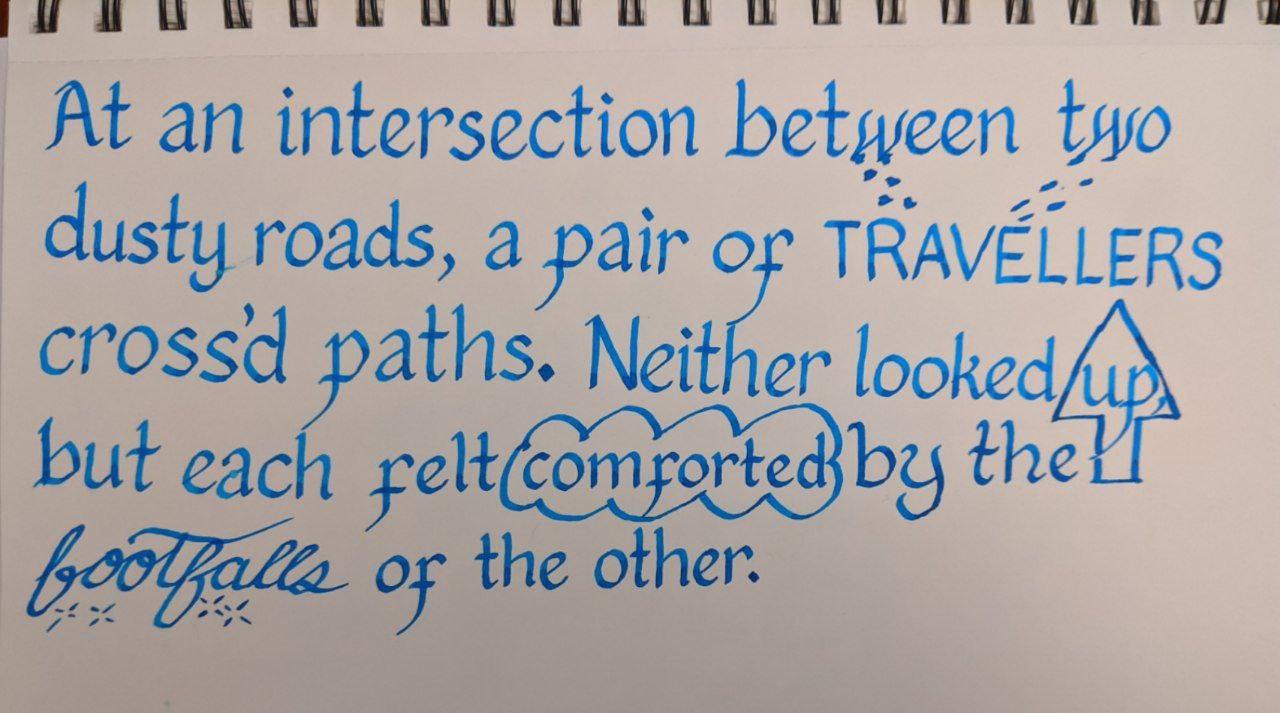 At an intersection between two
dusty roads, a pair of TRAVELLERS
cross'd paths. Neither looked up,
but each felt comforted by the
footfalls of the other.